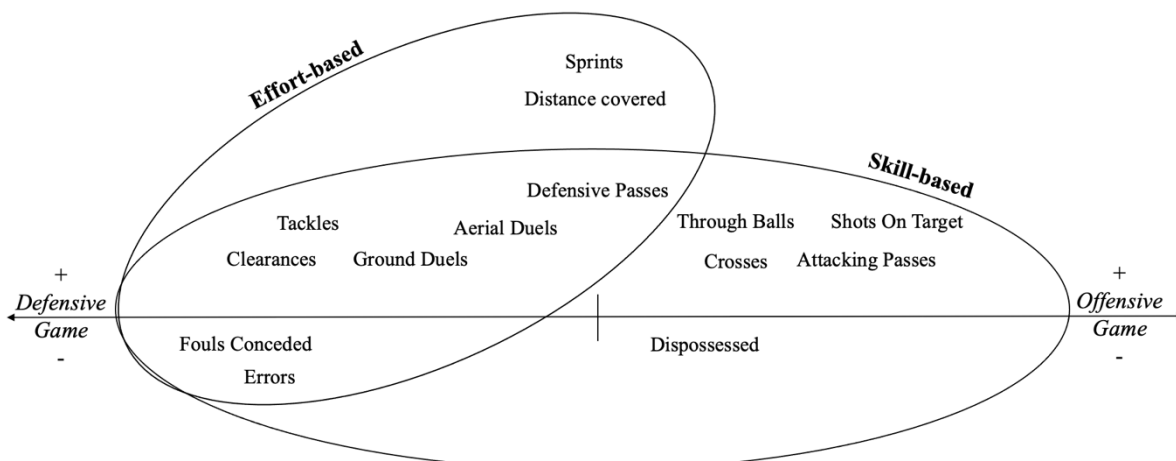 Effort-based
Sprints
Distance covered
Skill-based
Defensive Passes
Tackles
Aerial Duels
Through Balls
Shots On Target
Clearances
Ground Duels
Crosses
Attacking Passes
+
Defensive
Game
-
+
Offensive
Game
-
Fouls Conceded
Dispossessed
Errors